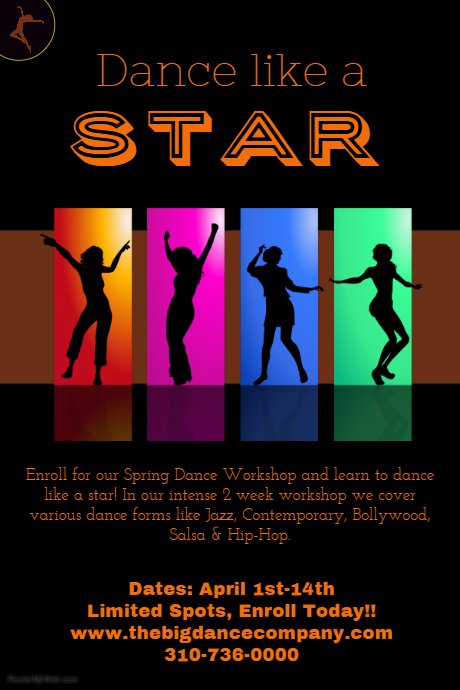 Dance like a
STAR
Enroll for our Spring Dance Workshop and learn to dance
like a star! In our intense 2 week workshop we cover
various dance forms like Jazz, Contemporary, Bollywood,
Salsa & Hip-Hop.
Dates: April 1st-14th
Limited Spots, Enroll Today!!
www.thebigdancecompany.com
310-736-0000